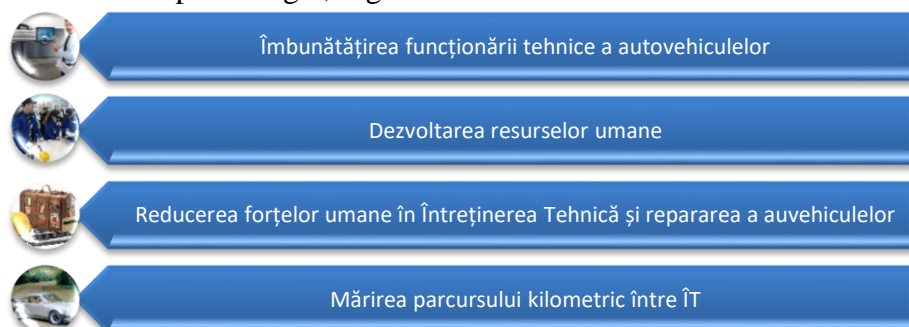 Îmbunătățirea funcționării tehnice a autovehiculelor
Dezvoltarea resurselor umane
Reducerea forțelor umane în Întreținerea Tehnică și repararea a auvehiculelor
Mărirea parcursului kilometric între ÎT